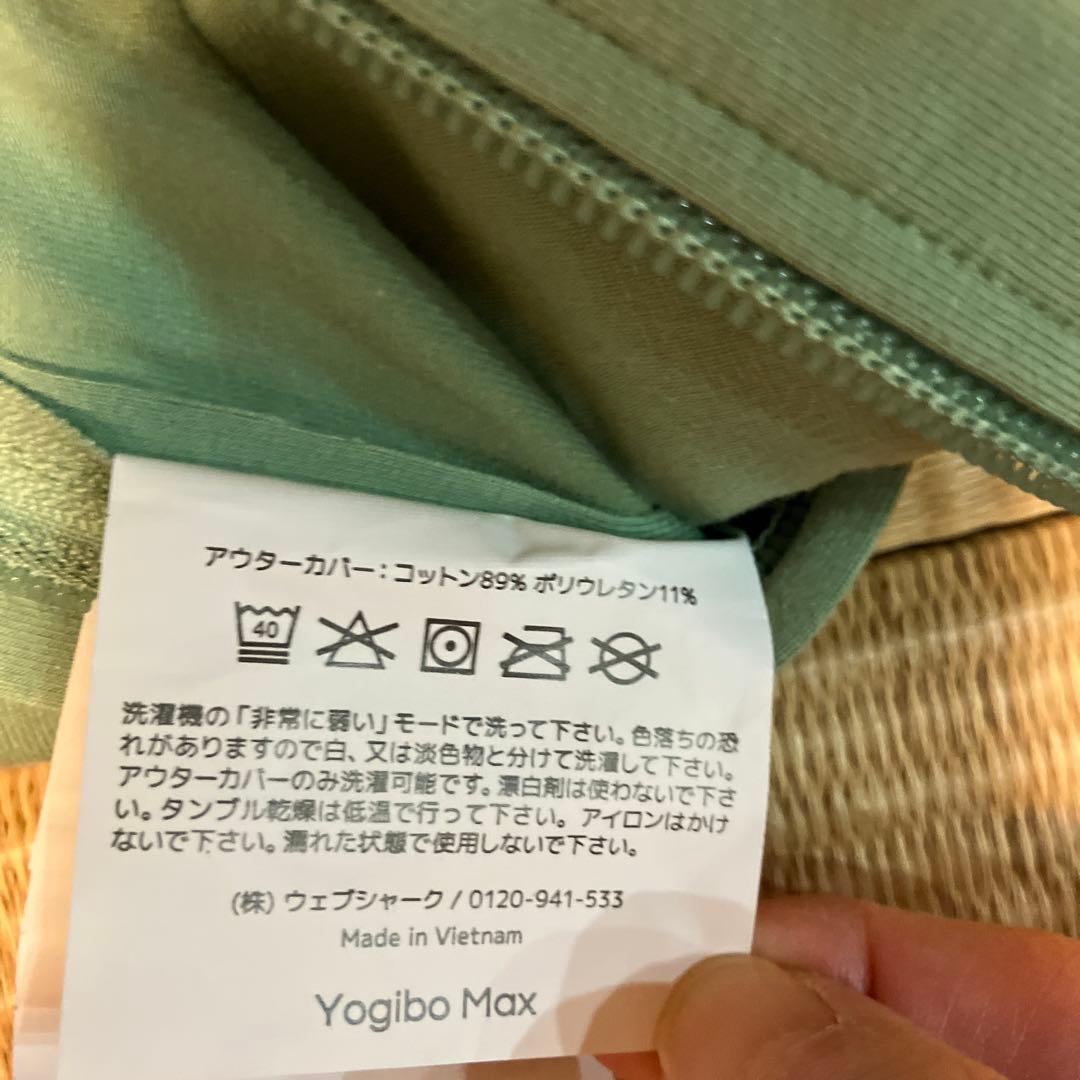 アウターカバー：コットン89% ポリウレタン11%
40
洗濯機の「非常に弱い」モードで洗って下さい。色落ちの恐
れがありますので白、又は淡色物と分けて洗濯して下さい。
アウターカバーのみ洗濯可能です。漂白剤は使わないで下さ
い。タンブル乾燥は低温で行って下さい。アイロンはかけ
ないで下さい。濡れた状態で使用しないで下さい。
(株) ウェブシャーク / 0120-941-533
Made in Vietnam
Yogibo Max